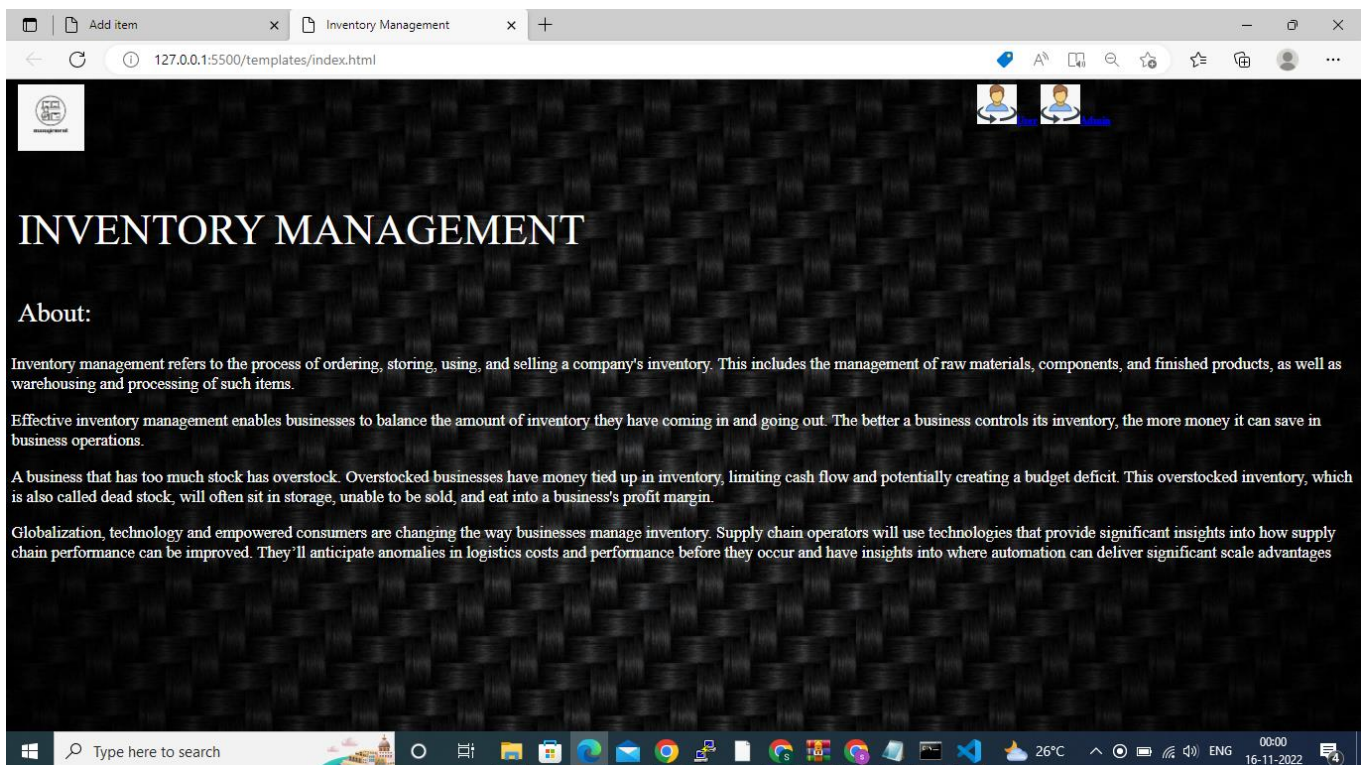 Add item
Inventory Management
127.0.0.1:5500/templates/index.html
management
User Admin
INVENTORY MANAGEMENT
About:
Inventory management refers to the process of ordering, storing, using, and selling a company's inventory. This includes the management of raw materials, components, and finished products, as well as
warehousing and processing of such items.
Effective inventory management enables businesses to balance the amount of inventory they have coming in and going out. The better a business controls its inventory, the more money it can save in
business operations.
A business that has too much stock has overstock. Overstocked businesses have money tied up in inventory, limiting cash flow and potentially creating a budget deficit. This overstocked inventory, which
is also called dead stock, will often sit in storage, unable to be sold, and eat into a business's profit margin.
Globalization, technology and empowered consumers are changing the way businesses manage inventory. Supply chain operators will use technologies that provide significant insights into how supply
chain performance can be improved. They’ll anticipate anomalies in logistics costs and performance before they occur and have insights into where automation can deliver significant scale advantages
Type here to search
26°C
ENG
00:00
16-11-2022
4